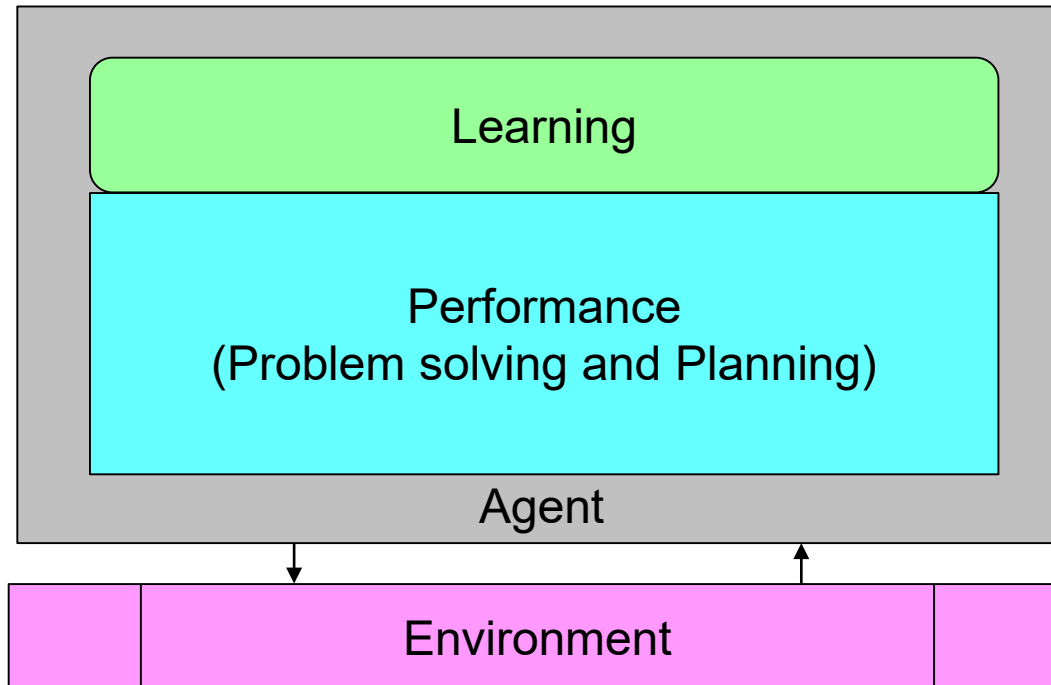 Learning
Performance
(Problem solving and Planning)
Agent
Environment